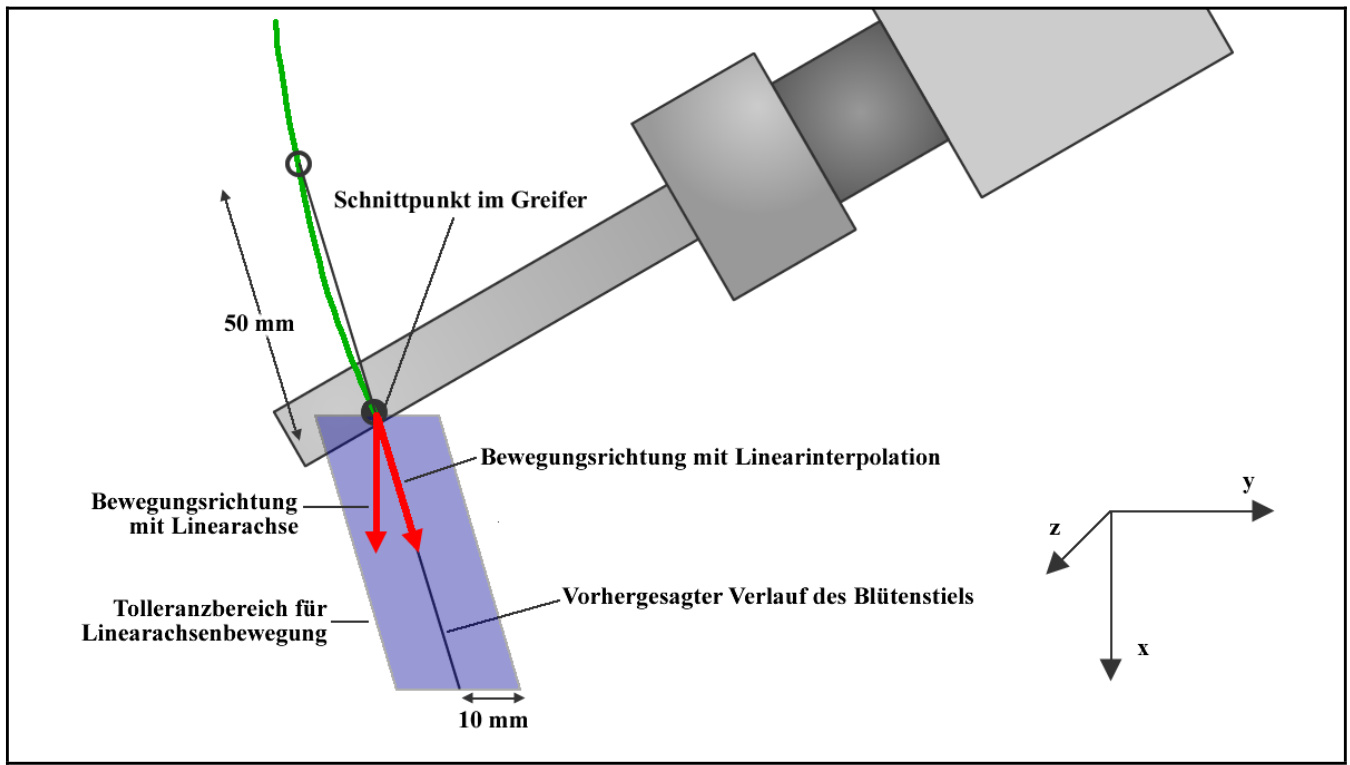 Schnittpunkt im Greifer
50 mm
Bewegungsrichtung mit Linearinterpolation
Bewegungsrichtung
mit Linearachse
y
z
x
Tolleranzbereich für
Linearachsenbewegung
Vorhergesagter Verlauf des Blütenstiels
10 mm